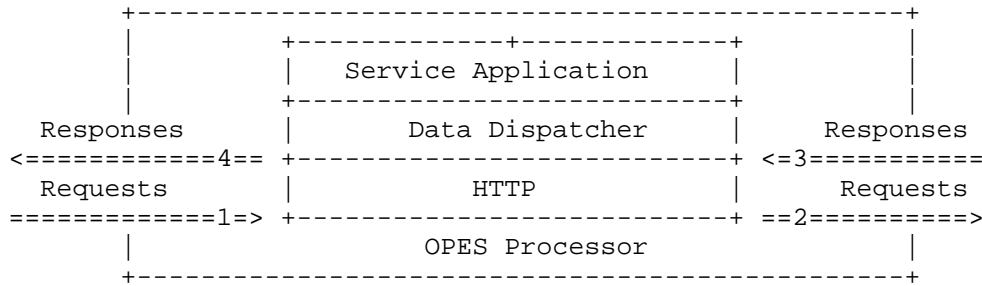 +------------------------------------------------+
| +-------------+-------------+ |
| | Service Application | |
| +---------------------------+ |
Responses | Data Dispatcher | Responses
<============4== +---------------------------+ <=3===========
Requests | HTTP | Requests
=============1=> +---------------------------+ ==2==========>
| OPES Processor |
+------------------------------------------------+